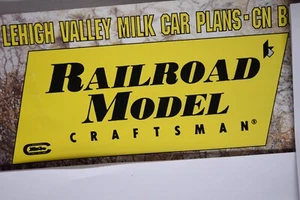 LEHIGH VALLEY MILK CAR PLANS · CN B
RAILROAD
MODEL
CRAFTSMAN®